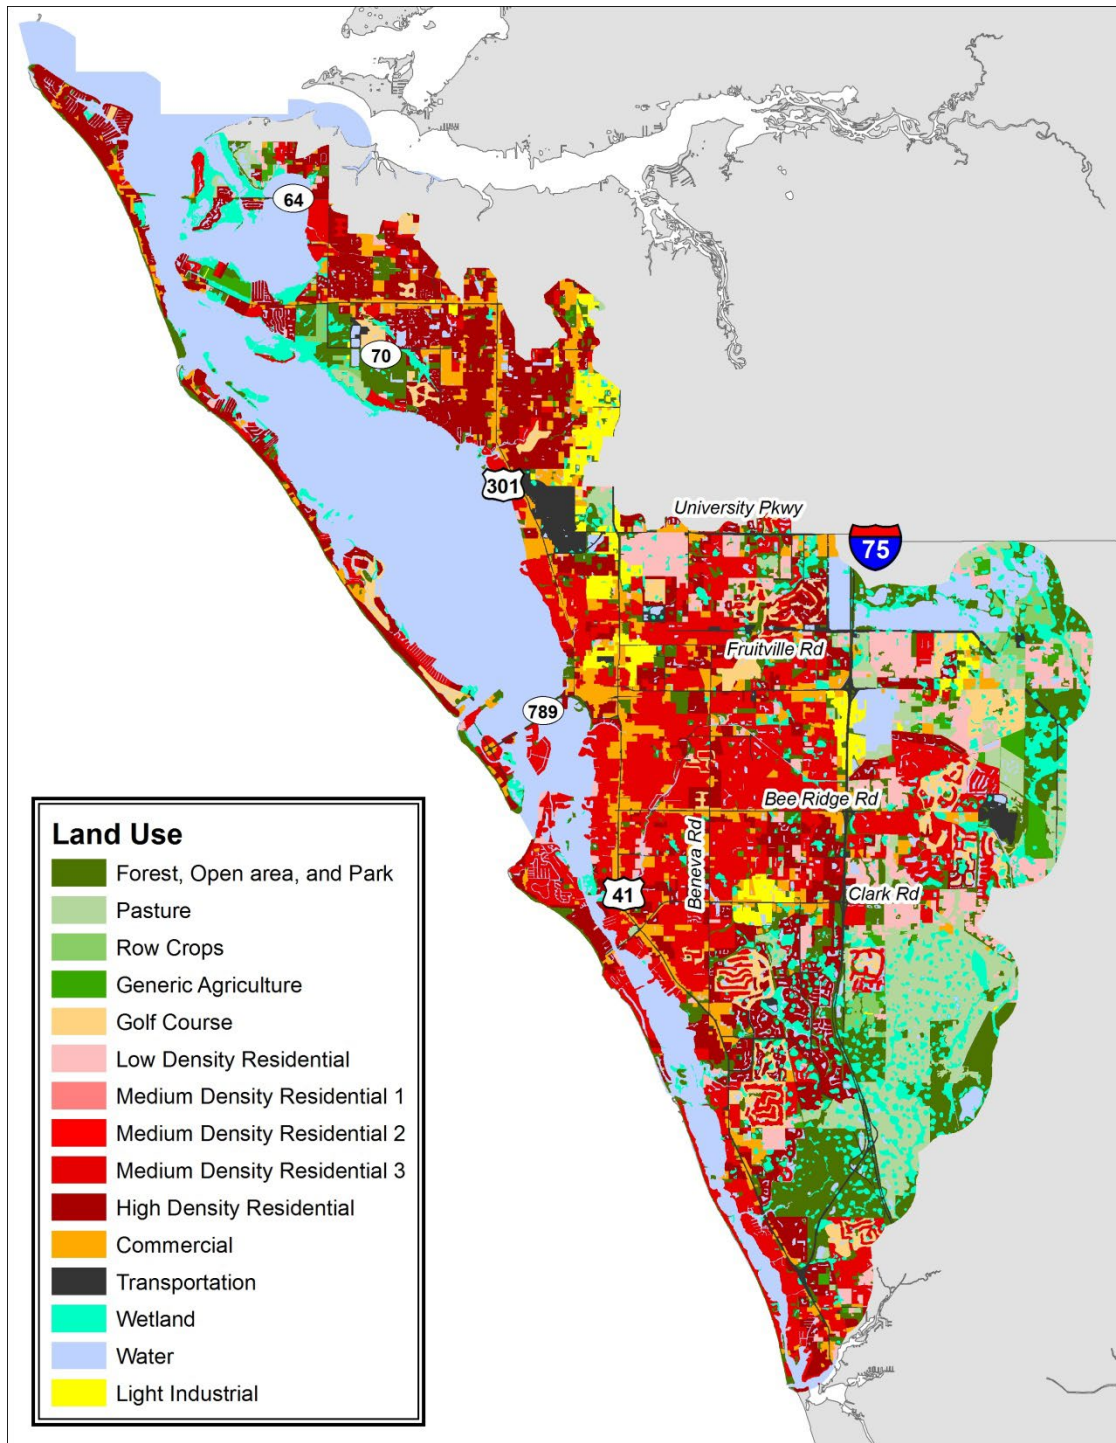 64
70
301
University Pkwy
75
Fruitville Rd
789
Bee Ridge Rd
Beneva Rd
41
Clark Rd
Land Use
Forest, Open area, and Park
Pasture
Row Crops
Generic Agriculture
Golf Course
Low Density Residential
Medium Density Residential 1
Medium Density Residential 2
Medium Density Residential 3
High Density Residential
Commercial
Transportation
Wetland
Water
Light Industrial